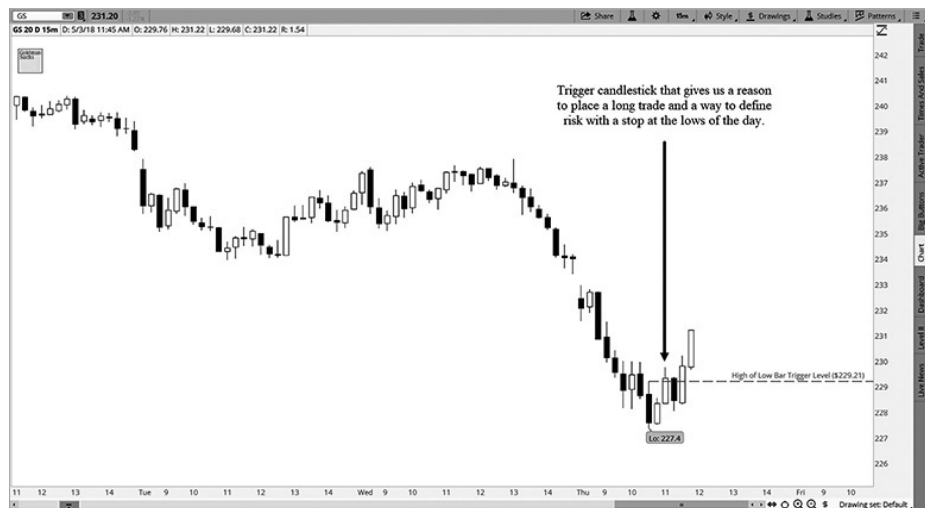 GS
231.20
Share
15m
Style
Drawings
Studies
Patterns
GS 20 D 15m D: 5/3/18 11:45 AM O: 229.76 H: 231.22 L: 229.68 C: 231.22 R: 1.54
Goldman
Sachs
Trigger candlestick that gives us a reason
to place a long trade and a way to define
risk with a stop at the lows of the day.
242
241
240
239
238
237
236
235
234
233
232
231
230
229
228
227
226
High of Low Bar Trigger Level ($229.21)
Lo: 227.4
11 12 13 14 Tue 9 10 11 12 13 14 Wed 9 10 11 12 13 Thu 9 10 11 12 13 14 Fri 9 10
Drawing set: Default
Trade
Times And Sales
Active Trader
Big Buttons
Chart
Dashboard
Level II
Live News